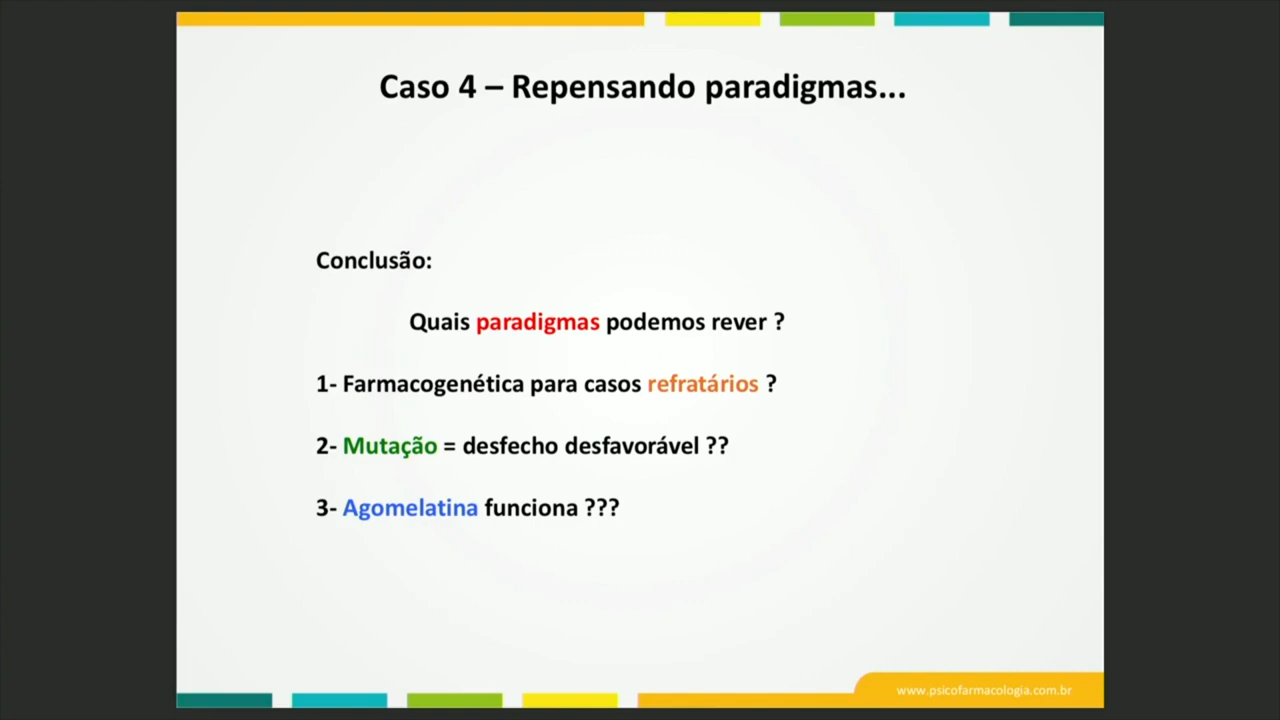 Caso 4 – Repensando paradigmas...
Conclusão:
Quais paradigmas podemos rever ?
1- Farmacogenética para casos refratários ?
2- Mutação = desfecho desfavorável ??
3- Agomelatina funciona ???
www.psicofarmacologia.com.br